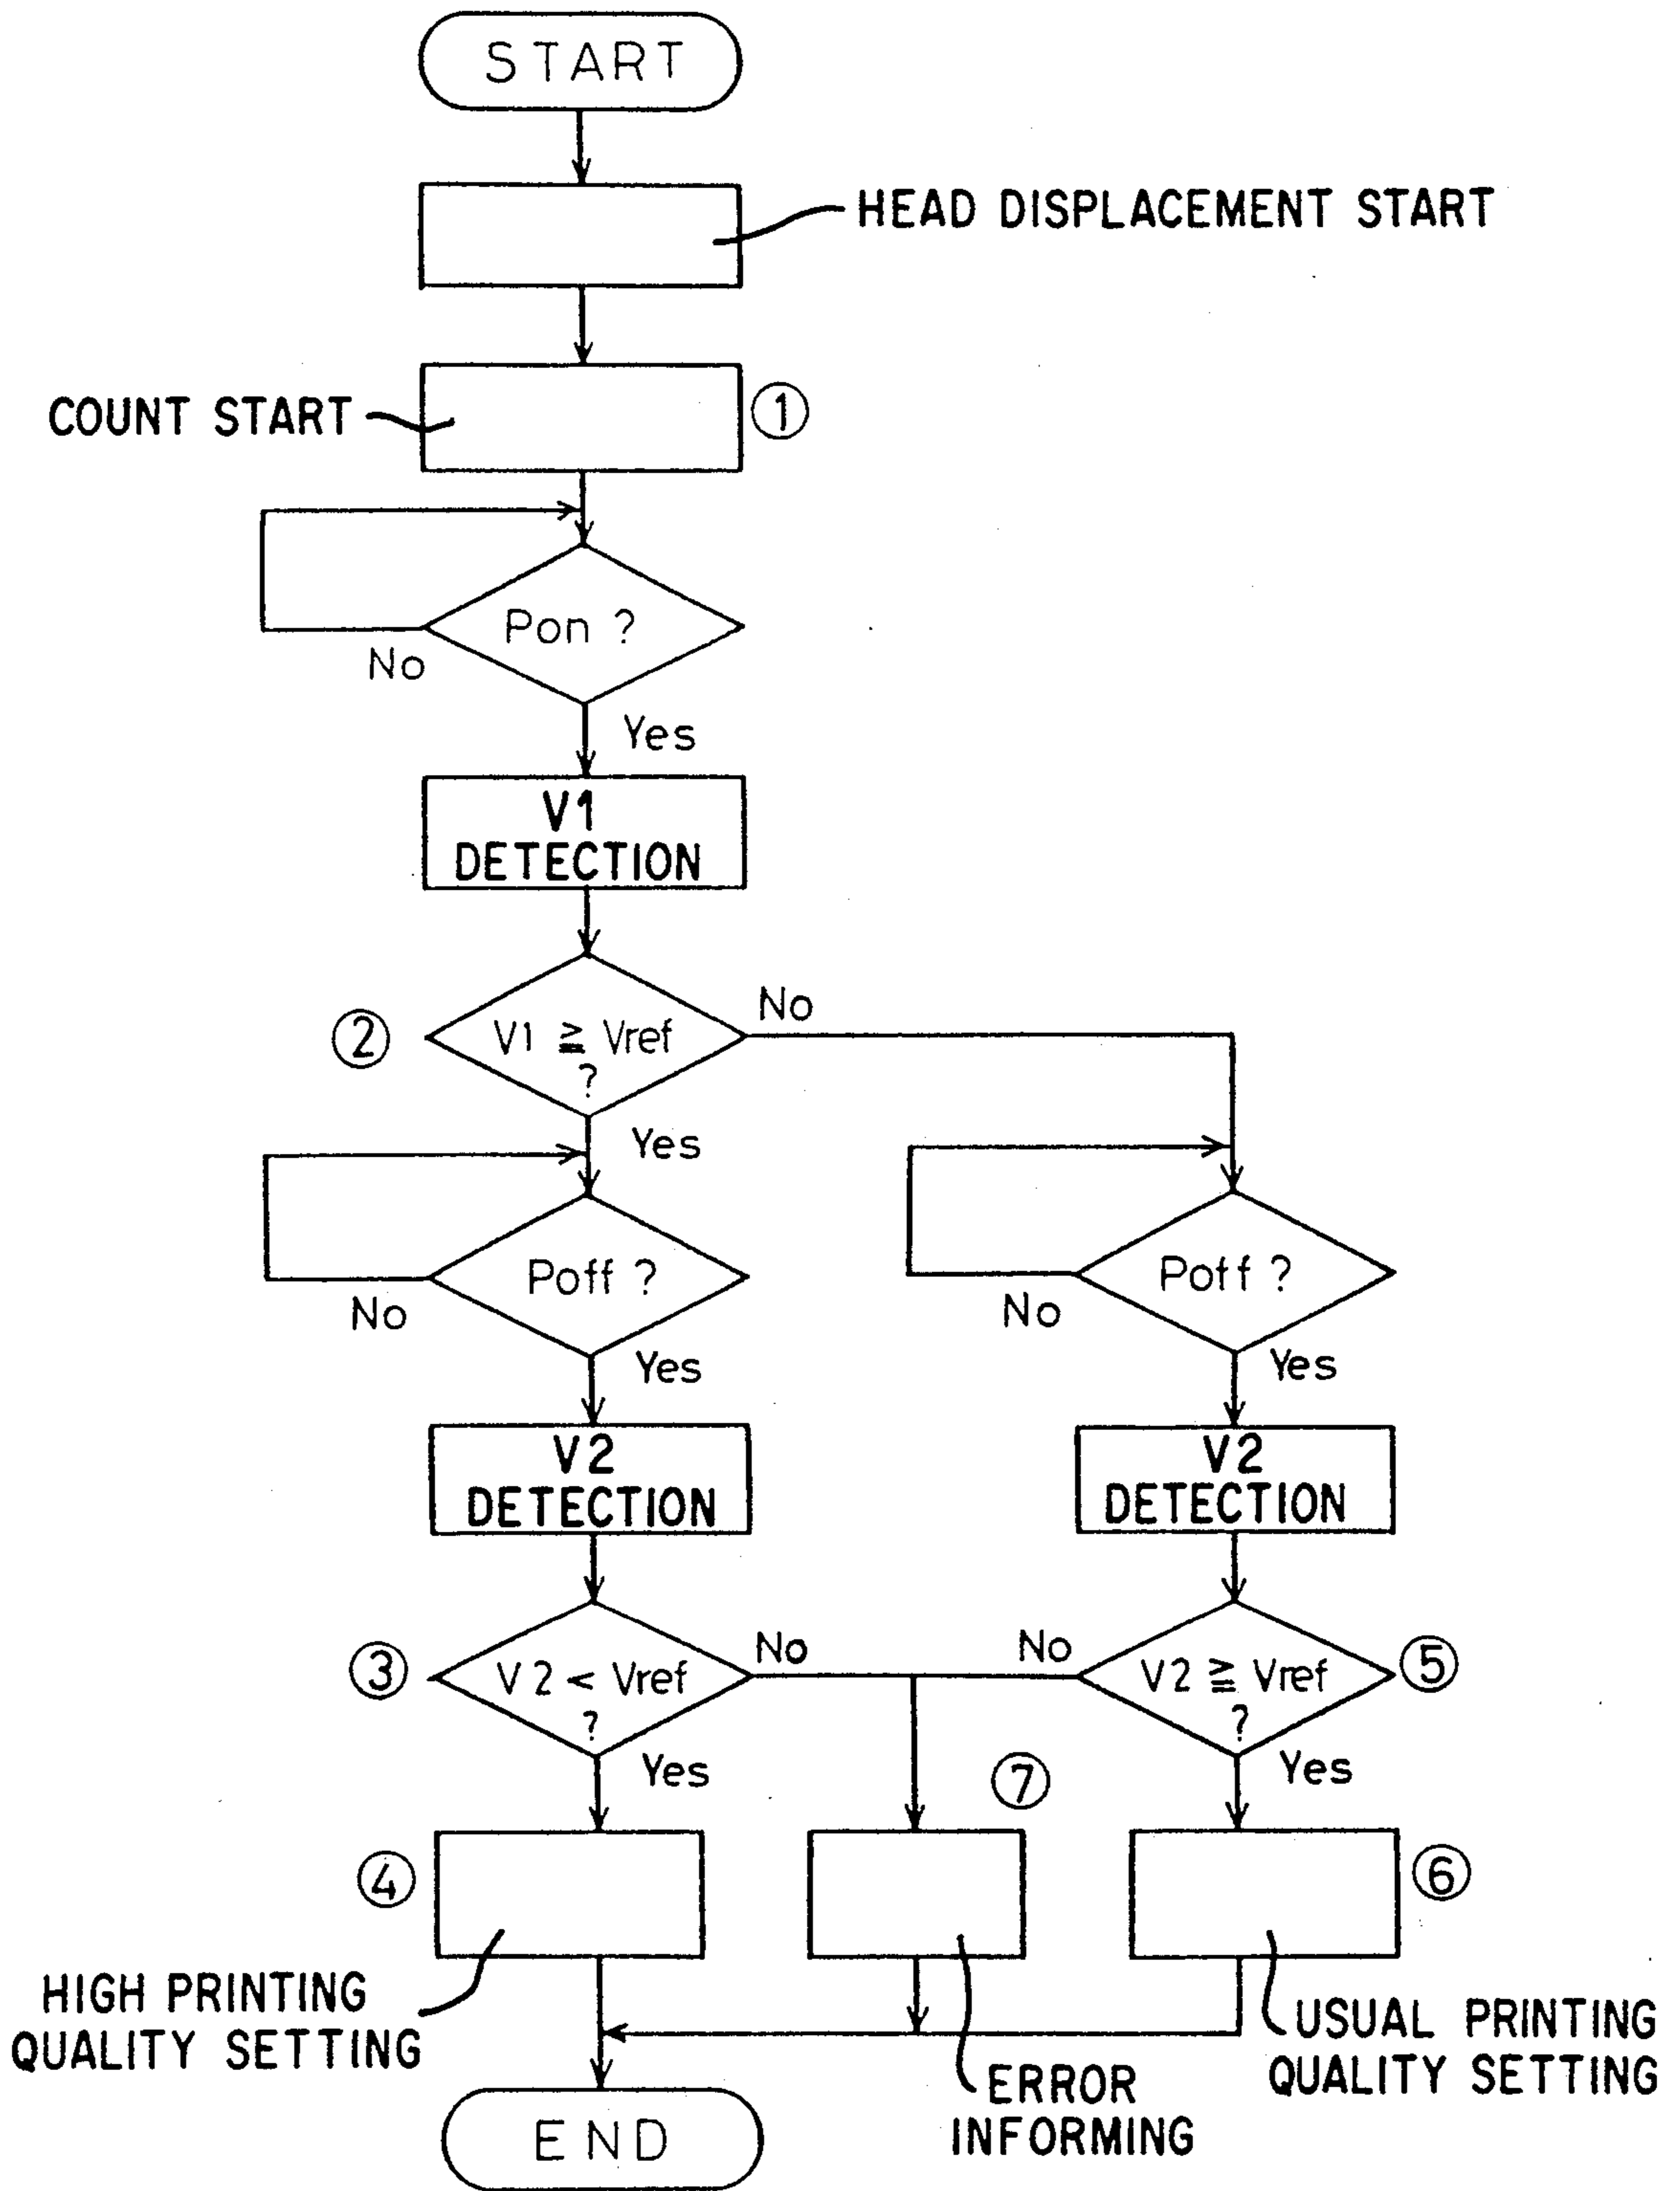 START
HEAD DISPLACEMENT START
COUNT START
①
Pon ?
No
Yes
V1
DETECTION
②
V1 ≧ Vref
?
No
Yes
Poff ?
No
Yes
Poff ?
No
Yes
V2
DETECTION
V2
DETECTION
③
V2 < Vref
?
No
Yes
No
V2 ≧ Vref
?
⑤
Yes
④
⑦
⑥
HIGH PRINTING
QUALITY SETTING
ERROR
INFORMING
USUAL PRINTING
QUALITY SETTING
END